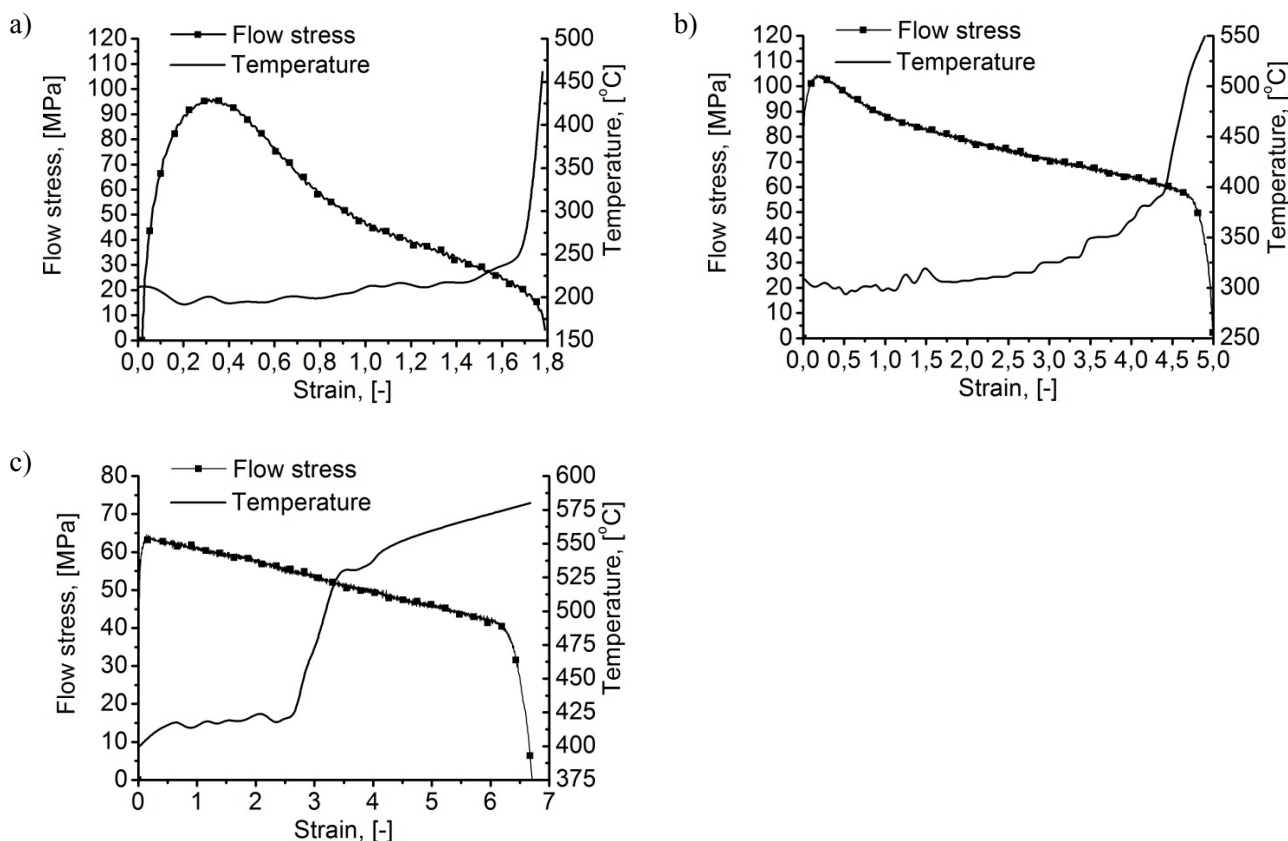 a)
Flow stress
Temperature
Flow stress, [MPa]
120
110
100
90
80
70
60
50
40
30
20
10
0
0,0 0,2 0,4 0,6 0,8 1,0 1,2 1,4 1,6 1,8
Strain, [-]
500
450
400
350
300
250
200
150
Temperature, [°C]
b)
Flow stress
Temperature
Flow stress, [MPa]
120
110
100
90
80
70
60
50
40
30
20
10
0
0,0 0,5 1,0 1,5 2,0 2,5 3,0 3,5 4,0 4,5 5,0
Strain, [-]
550
500
450
400
350
300
250
Temperature, [°C]
c)
Flow stress
Temperature
Flow stress, [MPa]
80
70
60
50
40
30
20
10
0
0 1 2 3 4 5 6 7
Strain, [-]
600
575
550
525
500
475
450
425
400
375
Temperature, [°C]